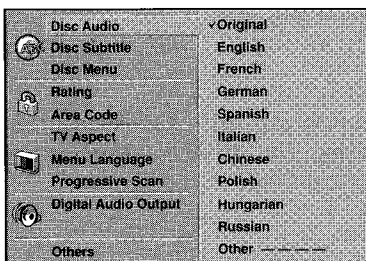 Disc Audio
Disc Subtitle
Disc Menu
Rating
Area Code
TV Aspect
Menu Language
Progressive Scan
Digital Audio Output
Others
✓Original
English
French
German
Spanish
Italian
Chinese
Polish
Hungarian
Russian
Other — — — —